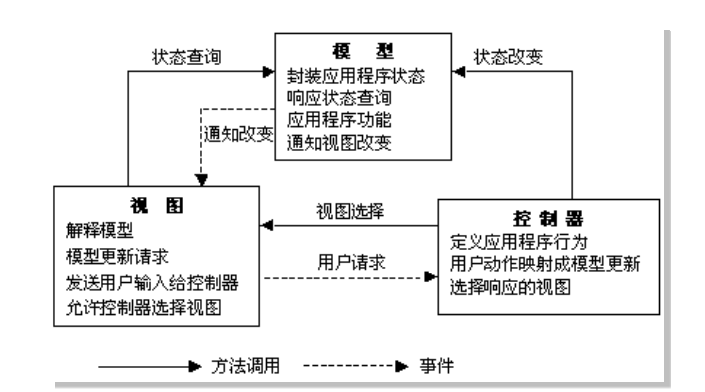 模 型
封装应用程序状态
响应状态查询
应用程序功能
通知视图改变
状态查询
状态改变
通知改变
视 图
解释模型
模型更新请求
发送用户输入给控制器
允许控制器选择视图
视图选择
用户请求
控 制 器
定义应用程序行为
用户动作映射成模型更新
选择响应的视图
方法调用
事件